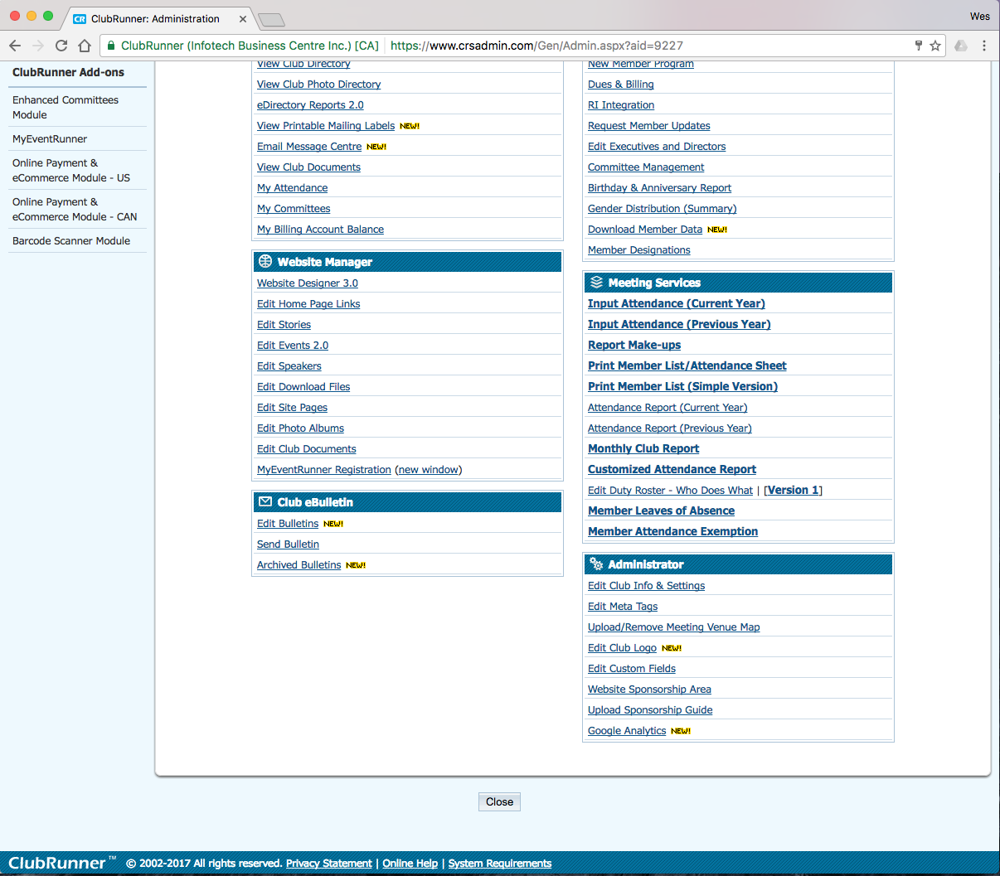 ClubRunner: Administration
Wes
ClubRunner (Infotech Business Centre Inc.) [CA] https://www.crsadmin.com/Gen/Admin.aspx?aid=9227
ClubRunner Add-ons
Enhanced Committees
Module
MyEventRunner
Online Payment &
eCommerce Module - US
Online Payment &
eCommerce Module - CAN
Barcode Scanner Module
View Club Directory
View Club Photo Directory
eDirectory Reports 2.0
View Printable Mailing Labels NEW!
Email Message Centre NEW!
View Club Documents
My Attendance
My Committees
My Billing Account Balance
Website Manager
Website Designer 3.0
Edit Home Page Links
Edit Stories
Edit Events 2.0
Edit Speakers
Edit Download Files
Edit Site Pages
Edit Photo Albums
Edit Club Documents
MyEventRunner Registration (new window)
Club eBulletin
Edit Bulletins NEW!
Send Bulletin
Archived Bulletins NEW!
New Member Program
Dues & Billing
RI Integration
Request Member Updates
Edit Executives and Directors
Committee Management
Birthday & Anniversary Report
Gender Distribution (Summary)
Download Member Data NEW!
Member Designations
Meeting Services
Input Attendance (Current Year)
Input Attendance (Previous Year)
Report Make-ups
Print Member List/Attendance Sheet
Print Member List (Simple Version)
Attendance Report (Current Year)
Attendance Report (Previous Year)
Monthly Club Report
Customized Attendance Report
Edit Duty Roster - Who Does What | [Version 1]
Member Leaves of Absence
Member Attendance Exemption
Administrator
Edit Club Info & Settings
Edit Meta Tags
Upload/Remove Meeting Venue Map
Edit Club Logo NEW!
Edit Custom Fields
Website Sponsorship Area
Upload Sponsorship Guide
Google Analytics NEW!
Close
ClubRunner™ © 2002-2017 All rights reserved. Privacy Statement | Online Help | System Requirements